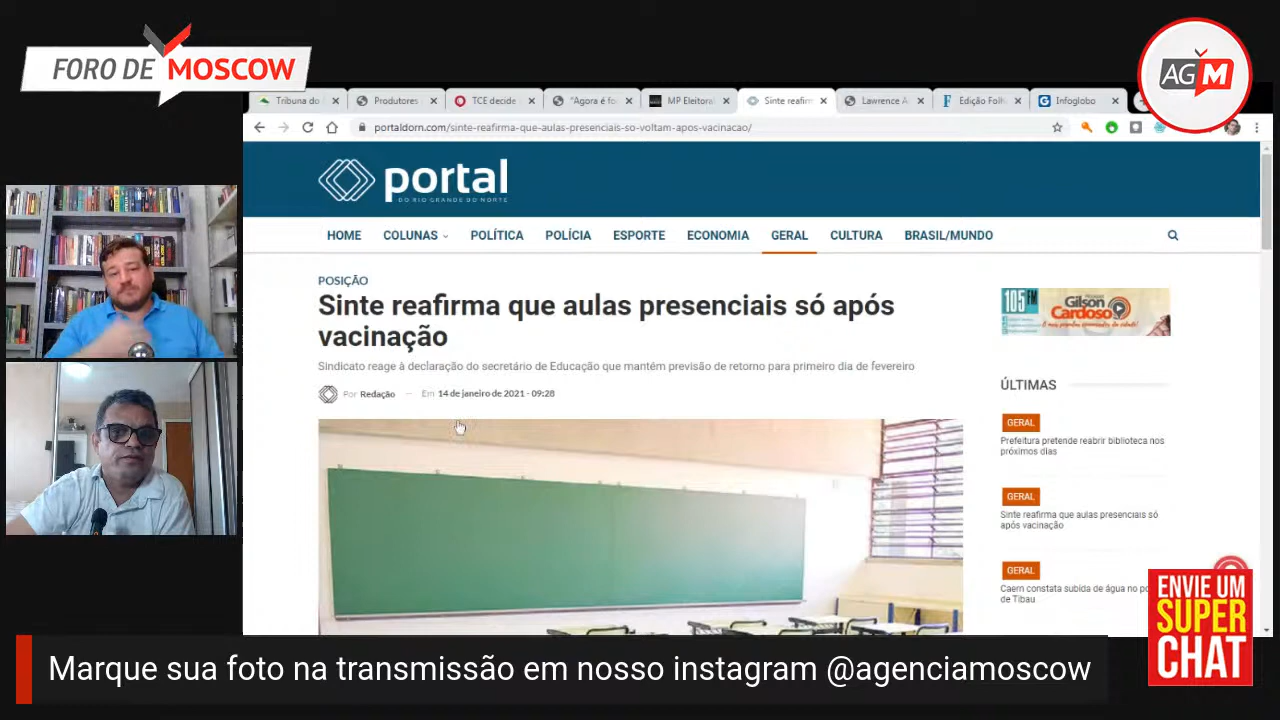 FORO DE MOSCOW
AGM
Tribuna do
Produtores
TCE decide
"Agora é fo
MP Eleitoral
Sinte reafirm
Lawrence A
Edição Folh
Infoglobo
portaldorn.com/sinte-reafirma-que-aulas-presenciais-so-voltam-apos-vacinacao/
portal
DO RIO GRANDE DO NORTE
HOME COLUNAS POLÍTICA POLÍCIA ESPORTE ECONOMIA GERAL CULTURA BRASIL/MUNDO
POSIÇÃO
Sinte reafirma que aulas presenciais só após
vacinação
Sindicato reage à declaração do secretário de Educação que mantém previsão de retorno para primeiro dia de fevereiro
Por Redação — Em 14 de janeiro de 2021 - 09:28
105 FM
Gilson
Cardoso
ÚLTIMAS
GERAL
Prefeitura pretende reabrir biblioteca nos
próximos dias
GERAL
Sinte reafirma que aulas presenciais só
após vacinação
GERAL
Caern constata subida de água no po
de Tibau
ENVIE UM
SUPER
CHAT
Marque sua foto na transmissão em nosso instagram @agenciamoscow